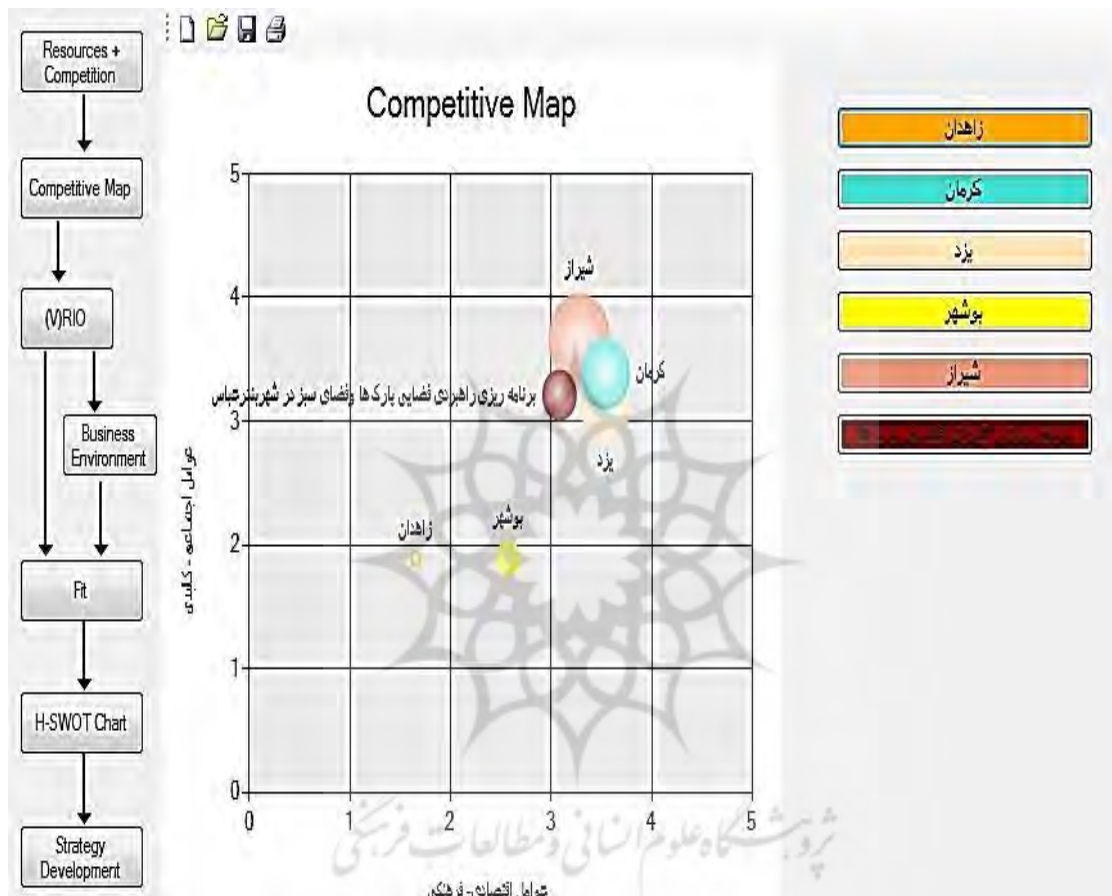 Resources +
Competition
Competitive Map
(V)RIO
Business
Environment
Fit
H-SWOT Chart
Strategy
Development
Competitive Map
5
4
3
2
1
0
0 1 2 3 4 5
شیراز
کرمان
برنامه ریزی راهبردی فضایی پارک ها وفضای سبز در شهربندرعباس
یزد
بوشهر
زاهدان
عوامل اجتماعی - کالبدی
عوامل اقتصادی- فرهنگی
زاهدان
کرمان
یزد
بوشهر
شیراز
پژوهشگاه علوم انسانی و مطالعات فرهنگی